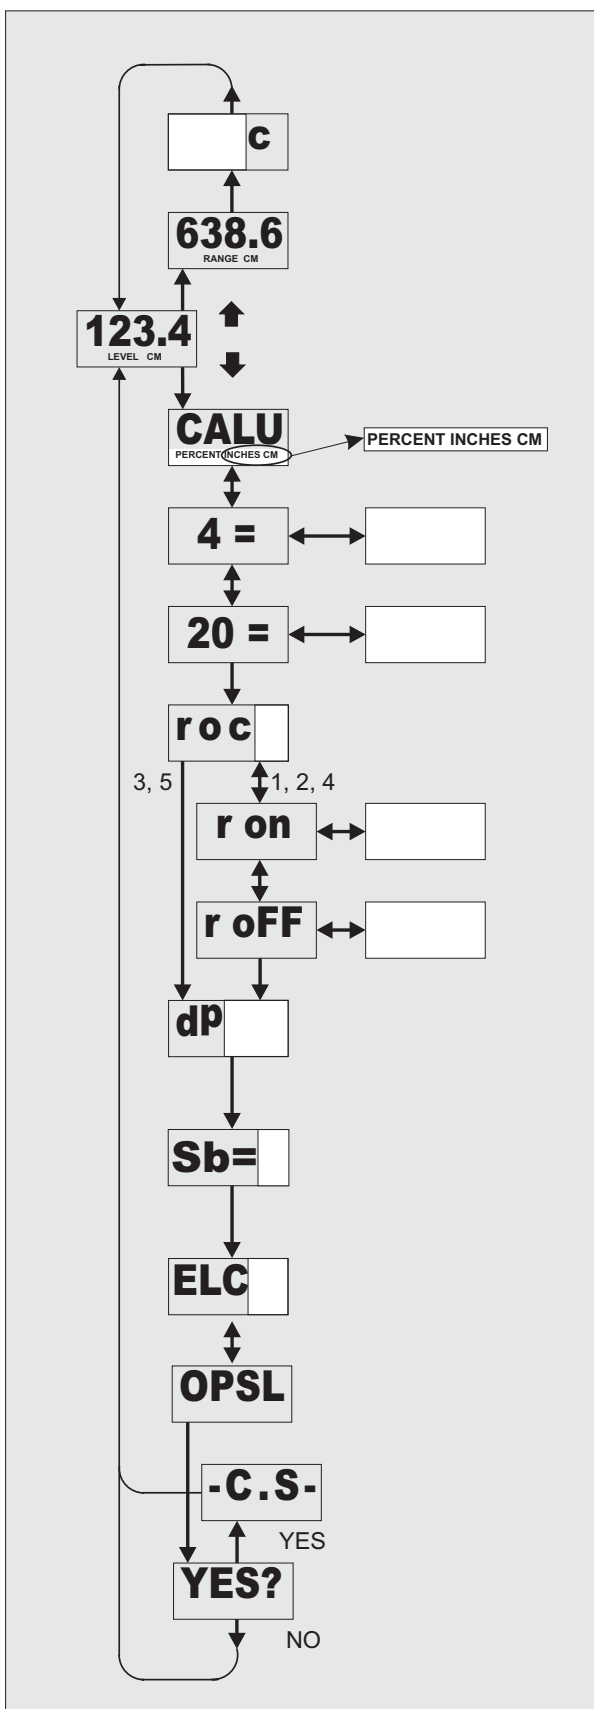 c
638.6
RANGE CM
123.4
LEVEL CM
CALU
PERCENT INCHES CM
PERCENT INCHES CM
4 =
20 =
r o c
3, 5
1, 2, 4
r on
r oFF
dp
Sb=
ELC
OPSL
-C.S-
YES
YES?
NO